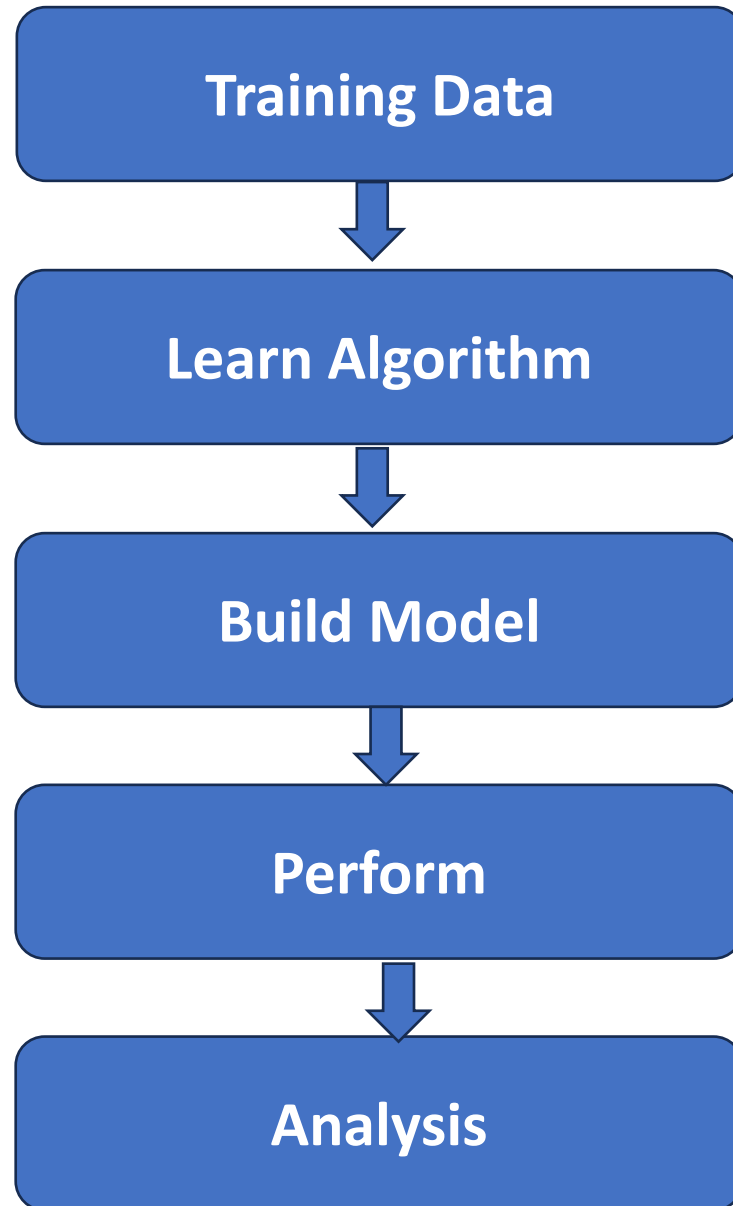 Training Data
Learn Algorithm
Build Model
Perform
Analysis